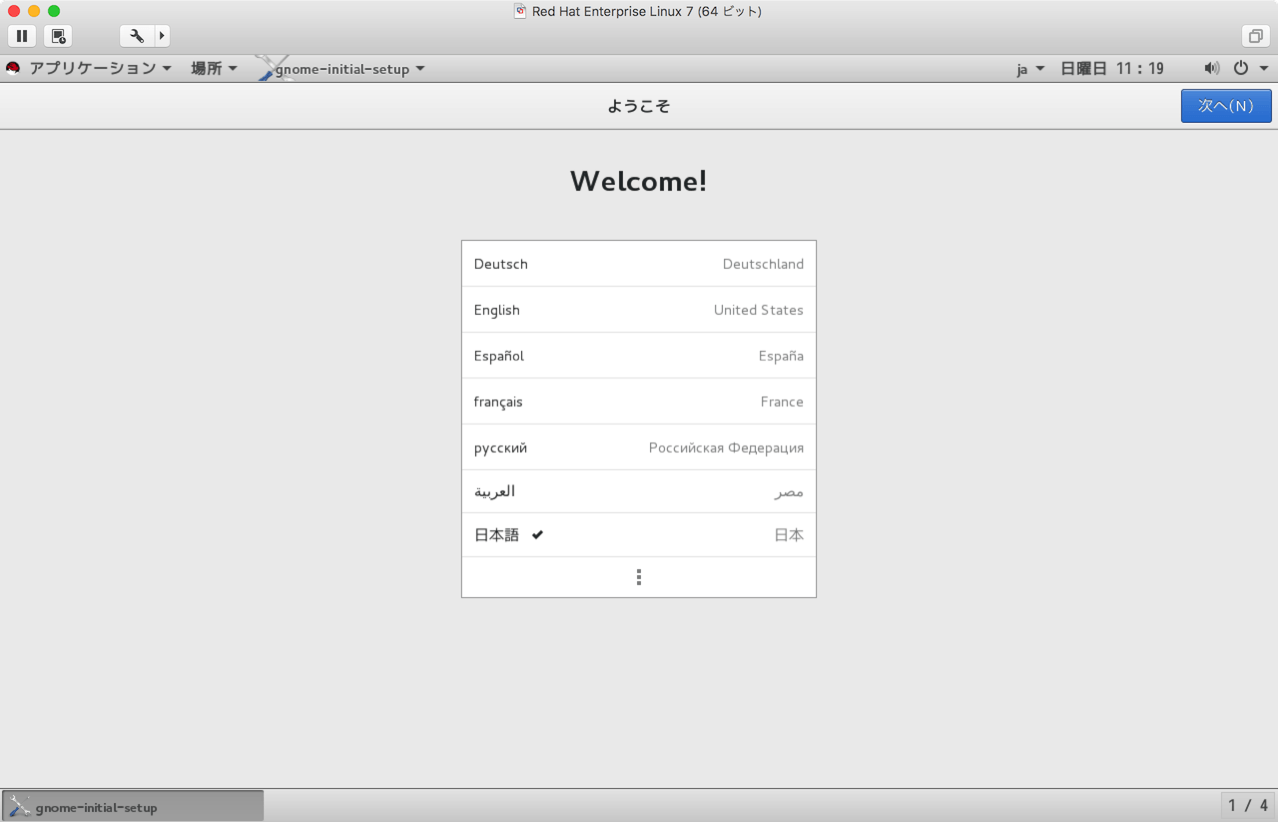 Red Hat Enterprise Linux 7 (64 ビット)
アプリケーション 場所 gnome-initial-setup ja 日曜日 11：19
ようこそ 次へ(N)
Welcome!
Deutsch Deutschland
English United States
Español España
français France
русский Российская Федерация
العربية مصر
日本語 日本
gnome-initial-setup 1 / 4